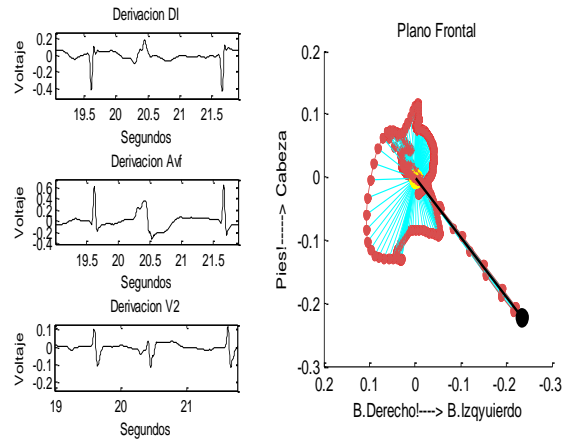 Derivacion DI
Voltaje
0.2
0
-0.2
-0.4
19.5 20 20.5 21 21.5
Segundos
Derivacion Avf
Voltaje
0.6
0.4
0.2
0
-0.2
-0.4
19.5 20 20.5 21 21.5
Segundos
Derivacion V2
Voltaje
0.1
0
-0.1
-0.2
19 20 21
Segundos
Plano Frontal
Pies!-----> Cabeza
0.2
0.1
0
-0.1
-0.2
-0.3
0.2 0.1 0 -0.1 -0.2 -0.3
B.Derecho!----> B.Izqyuierdo